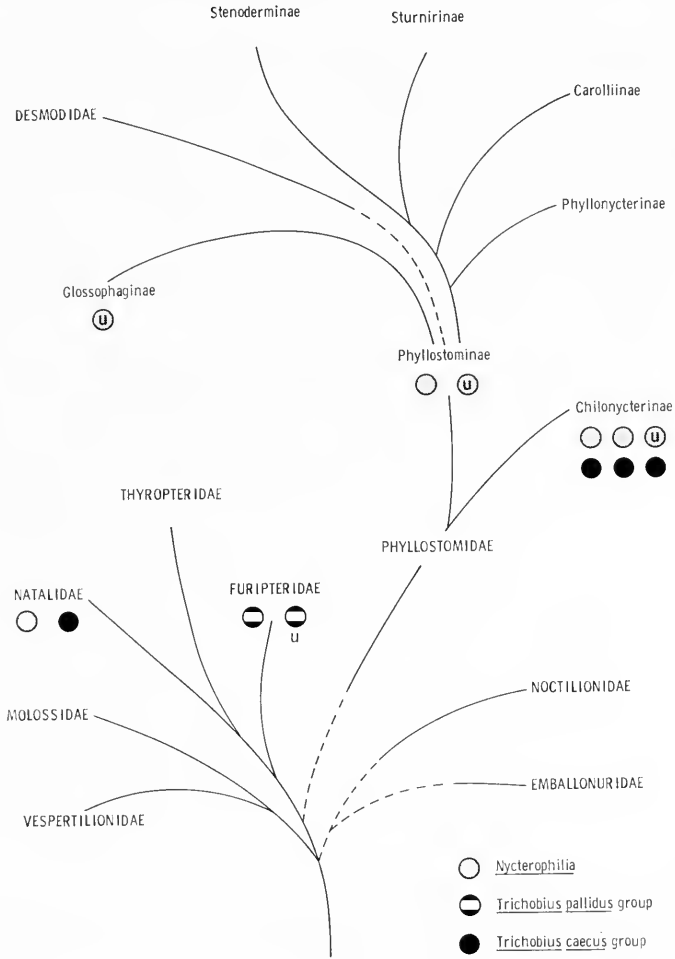 Stenoderminae
Sturnirinae
Carolliinae
DESMODIDAE
Phyllonycterinae
Glossophaginae
u
Phyllostominae
u
Chilonycterinae
u
THYROPTERIDAE
PHYLLOSTOMIDAE
NATALIDAE
FURIPTERIDAE
u
NOCTILIONIDAE
MOLOSSIDAE
EMBALLONURIDAE
VESPERTILIONIDAE
Nycterophilia
Trichobius pallidus group
Trichobius caecus group